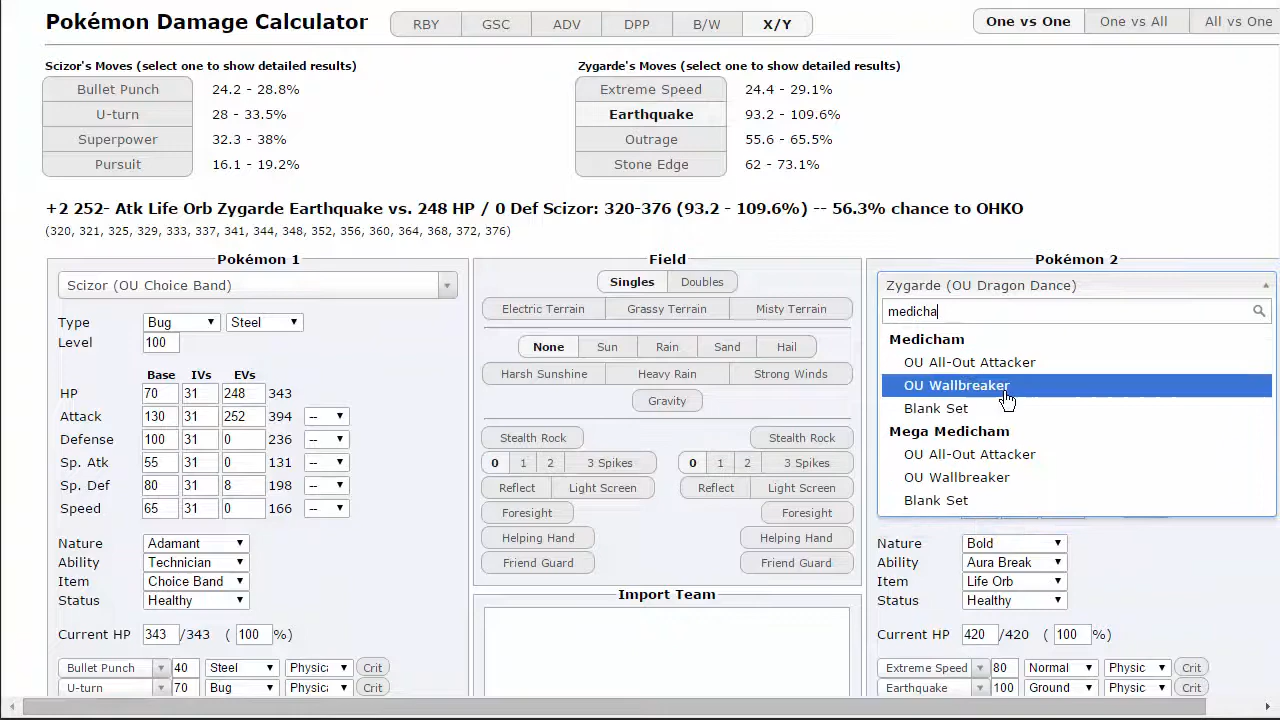 Pokémon Damage Calculator
RBY GSC ADV DPP B/W X/Y
One vs One One vs All All vs One
Scizor's Moves (select one to show detailed results)
Bullet Punch 24.2 - 28.8%
U-turn 28 - 33.5%
Superpower 32.3 - 38%
Pursuit 16.1 - 19.2%
Zygarde's Moves (select one to show detailed results)
Extreme Speed 24.4 - 29.1%
Earthquake 93.2 - 109.6%
Outrage 55.6 - 65.5%
Stone Edge 62 - 73.1%
+2 252- Atk Life Orb Zygarde Earthquake vs. 248 HP / 0 Def Scizor: 320-376 (93.2 - 109.6%) -- 56.3% chance to OHKO
(320, 321, 325, 329, 333, 337, 341, 344, 348, 352, 356, 360, 364, 368, 372, 376)
Pokémon 1
Scizor (OU Choice Band)
Type Bug Steel
Level 100
Base IVs EVs
HP 70 31 248 343
Attack 130 31 252 394 --
Defense 100 31 0 236 --
Sp. Atk 55 31 0 131 --
Sp. Def 80 31 8 198 --
Speed 65 31 0 166 --
Nature Adamant
Ability Technician
Item Choice Band
Status Healthy
Current HP 343 /343 ( 100 %)
Bullet Punch 40 Steel Physica Crit
U-turn 70 Bug Physica Crit
Field
Singles Doubles
Electric Terrain Grassy Terrain Misty Terrain
None Sun Rain Sand Hail
Harsh Sunshine Heavy Rain Strong Winds
Gravity
Stealth Rock Stealth Rock
0 1 2 3 Spikes 0 1 2 3 Spikes
Reflect Light Screen Reflect Light Screen
Foresight Foresight
Helping Hand Helping Hand
Friend Guard Friend Guard
Import Team
Pokémon 2
Zygarde (OU Dragon Dance)
medicha
Medicham
OU All-Out Attacker
OU Wallbreaker
Blank Set
Mega Medicham
OU All-Out Attacker
OU Wallbreaker
Blank Set
Nature Bold
Ability Aura Break
Item Life Orb
Status Healthy
Current HP 420 /420 ( 100 %)
Extreme Speed 80 Normal Physic Crit
Earthquake 100 Ground Physic Crit